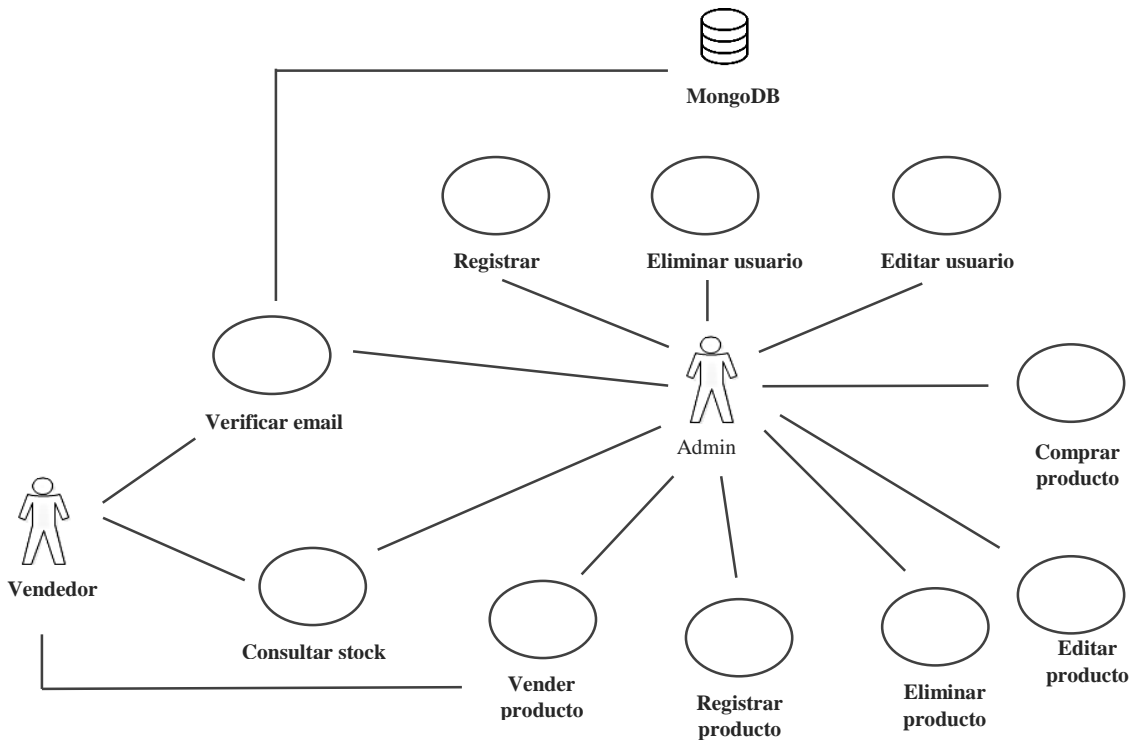 MongoDB
Registrar
Eliminar usuario
Editar usuario
Verificar email
Admin
Comprar
producto
Vendedor
Consultar stock
Vender
producto
Registrar
producto
Eliminar
producto
Editar
producto